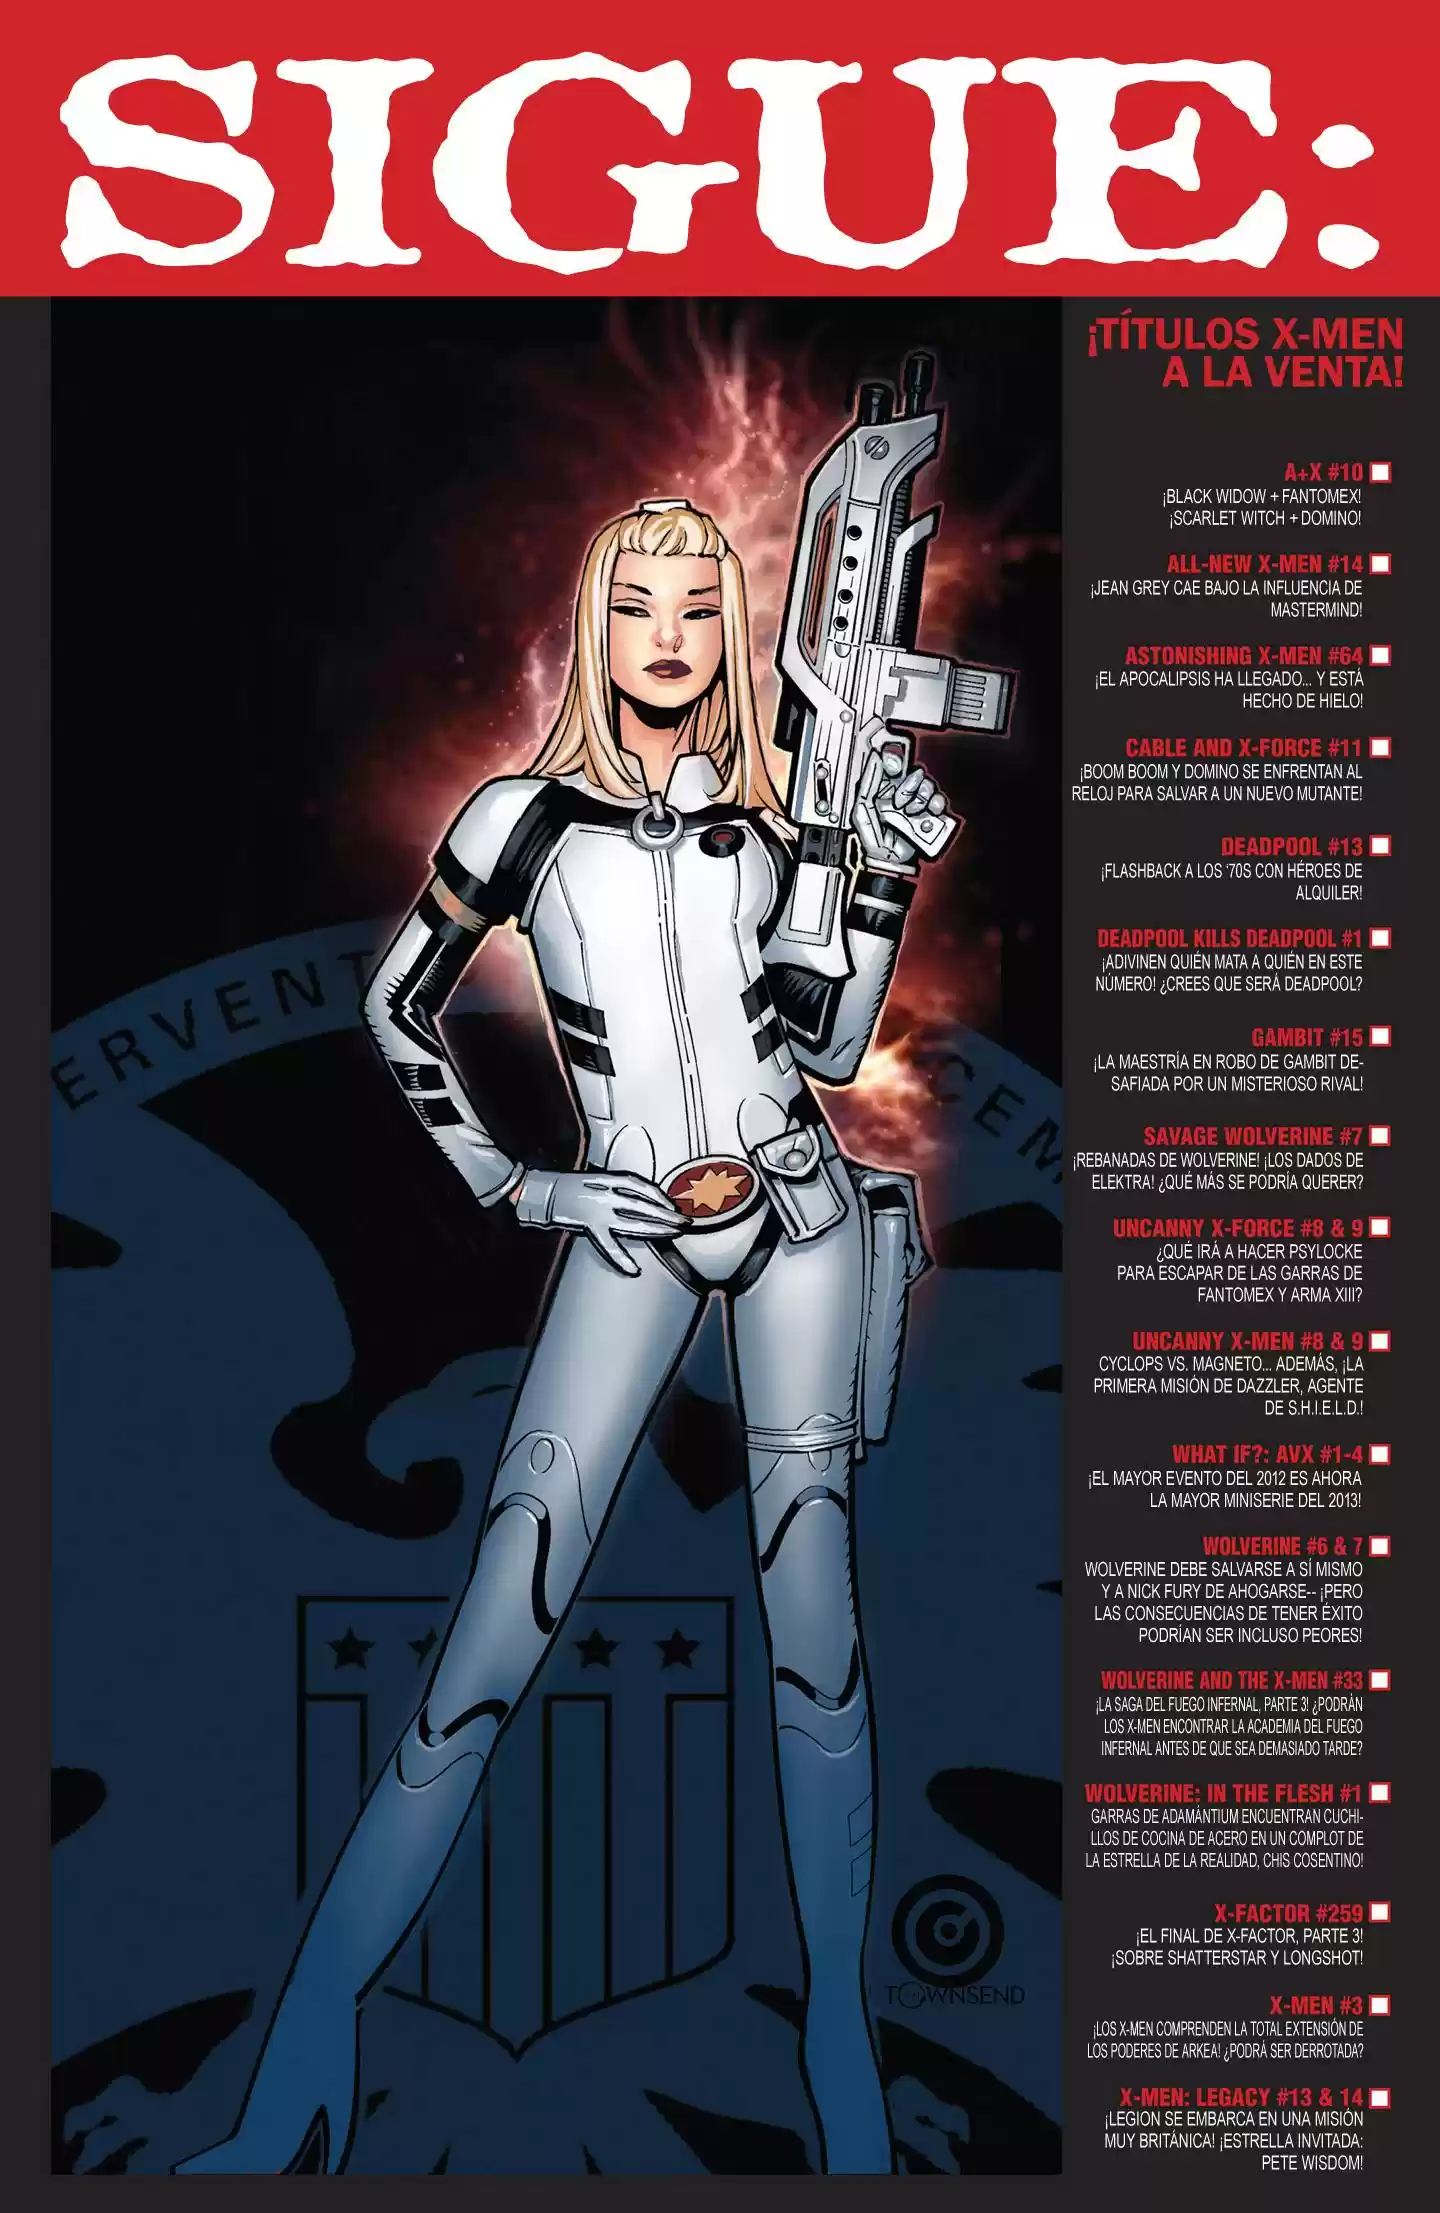 SIGUE:
¡TÍTULOS X-MEN
A LA VENTA!
A+X #10
¡BLACK WIDOW + FANTOMEX!
¡SCARLET WITCH + DOMINO!
ALL-NEW X-MEN #14
¡JEAN GREY CAE BAJO LA INFLUENCIA DE
MASTERMIND!
ASTONISHING X-MEN #64
¡EL APOCALIPSIS HA LLEGADO... Y ESTÁ
HECHO DE HIELO!
CABLE AND X-FORCE #11
¡BOOM BOOM Y DOMINO SE ENFRENTAN AL
RELOJ PARA SALVAR A UN NUEVO MUTANTE!
DEADPOOL #13
¡FLASHBACK A LOS '70S CON HÉROES DE
ALQUILER!
DEADPOOL KILLS DEADPOOL #1
¡ADIVINEN QUIÉN MATA A QUIÉN EN ESTE
NÚMERO! ¿CREES QUE SERÁ DEADPOOL?
GAMBIT #15
¡LA MAESTRÍA EN ROBO DE GAMBIT DE-
SAFIADA POR UN MISTERIOSO RIVAL!
SAVAGE WOLVERINE #7
¡REBANADAS DE WOLVERINE! ¡LOS DADOS DE
ELEKTRA! ¿QUÉ MÁS SE PODRÍA QUERER?
UNCANNY X-FORCE #8 & 9
¿QUÉ IRÁ A HACER PSYLOCKE
PARA ESCAPAR DE LAS GARRAS DE
FANTOMEX Y ARMA XIII?
UNCANNY X-MEN #8 & 9
CYCLOPS VS. MAGNETO... ADEMÁS, ¡LA
PRIMERA MISIÓN DE DAZZLER, AGENTE
DE S.H.I.E.L.D.!
WHAT IF?: AVX #1-4
¡EL MAYOR EVENTO DEL 2012 ES AHORA
LA MAYOR MINISERIE DEL 2013!
WOLVERINE #6 & 7
WOLVERINE DEBE SALVARSE A SÍ MISMO
Y A NICK FURY DE AHOGARSE-- ¡PERO
LAS CONSECUENCIAS DE TENER ÉXITO
PODRÍAN SER INCLUSO PEORES!
WOLVERINE AND THE X-MEN #33
¡LA SAGA DEL FUEGO INFERNAL, PARTE 3! ¿PODRÀN
LOS X-MEN ENCONTRAR LA ACADEMIA DEL FUEGO
INFERNAL ANTES DE QUE SEA DEMASIADO TARDE?
WOLVERINE: IN THE FLESH #1
GARRAS DE ADAMÁNTIUM ENCUENTRAN CUCHI-
LLOS DE COCINA DE ACERO EN UN COMPLOT DE
LA ESTRELLA DE LA REALIDAD, CHIS COSENTINO!
X-FACTOR #259
¡EL FINAL DE X-FACTOR, PARTE 3!
¡SOBRE SHATTERSTAR Y LONGSHOT!
X-MEN #3
¡LOS X-MEN COMPRENDEN LA TOTAL EXTENSIÓN DE
LOS PODERES DE ARKEA! ¿PODRÁ SER DERROTADA?
X-MEN: LEGACY #13 & 14
¡LEGION SE EMBARCA EN UNA MISIÓN
MUY BRITÁNICA! ¡ESTRELLA INVITADA:
PETE WISDOM!
ERVENT
CEM
TOWNSEND